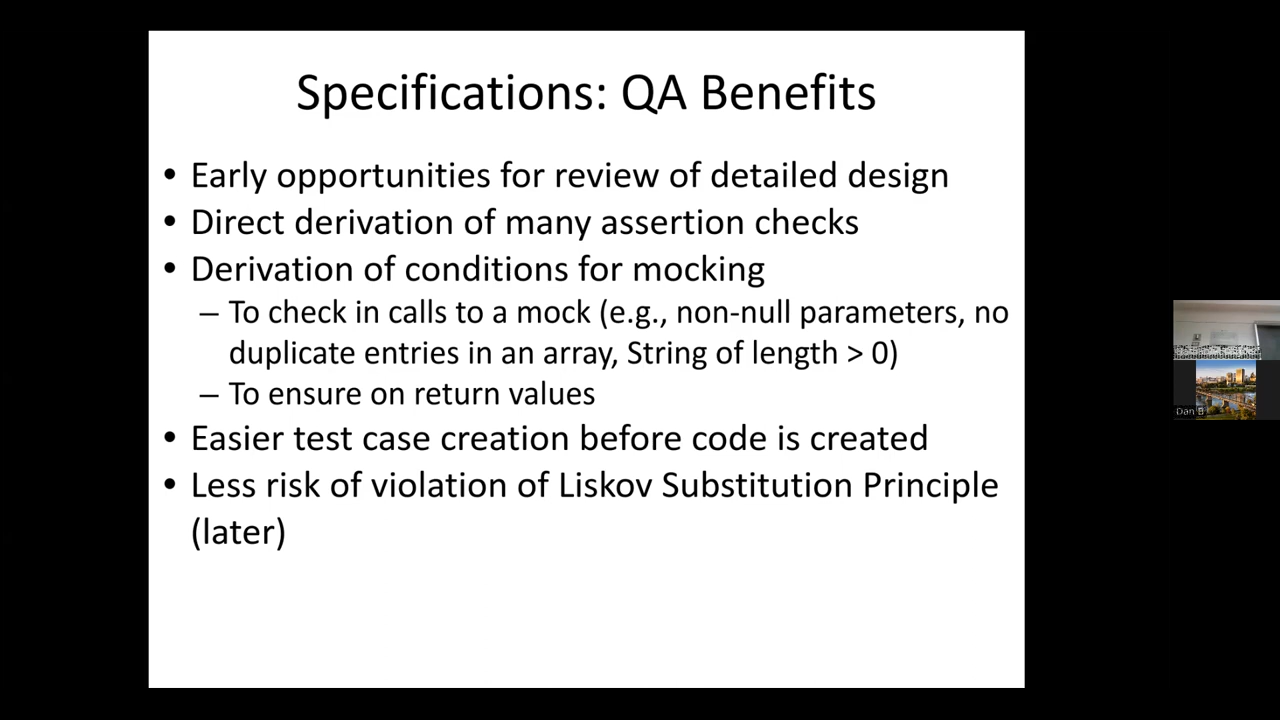 Specifications: QA Benefits
• Early opportunities for review of detailed design
• Direct derivation of many assertion checks
• Derivation of conditions for mocking
– To check in calls to a mock (e.g., non-null parameters, no
duplicate entries in an array, String of length > 0)
– To ensure on return values
• Easier test case creation before code is created
• Less risk of violation of Liskov Substitution Principle
(later)
Dan B